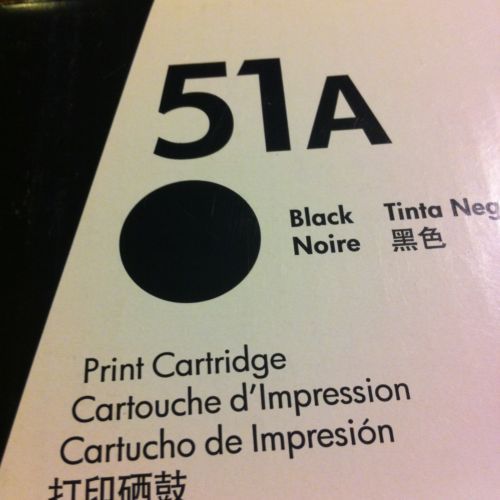 51A
Black Tinta Neg
Noire 黑色
Print Cartridge
Cartouche d'Impression
Cartucho de Impresión
打印硒鼓